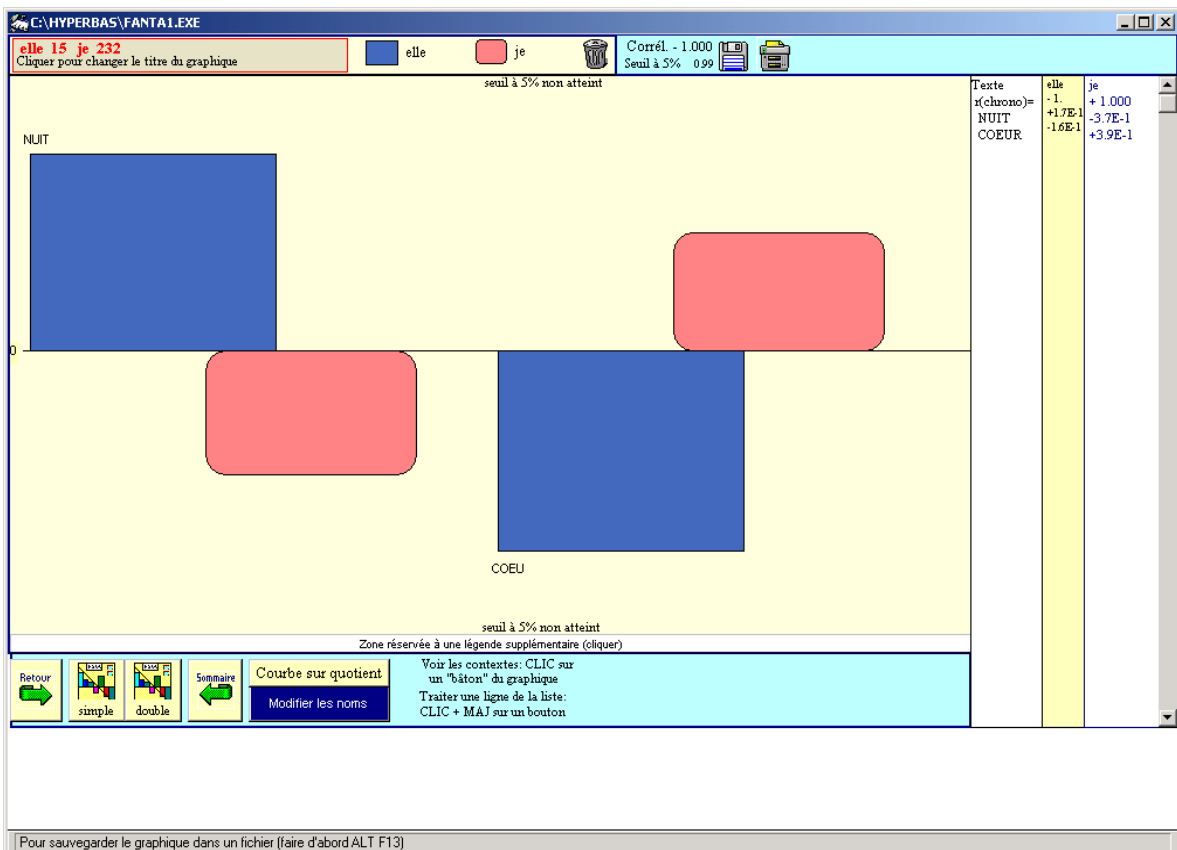 C:\HYPERBAS\FANTA1.EXE
elle 15 je 232
Cliquer pour changer le titre du graphique
elle
je
Corrél. - 1.000
Seuil à 5% 0.99
seuil à 5% non atteint
Texte elle je
r(chrono)= - 1. + 1.000
NUIT +1.7E-1 -3.7E-1
COEUR -1.6E-1 +3.9E-1
NUIT
0
COEU
seuil à 5% non atteint
Zone réservée à une légende supplémentaire (cliquer)
Retour
simple
double
Sommaire
Courbe sur quotient
Modifier les noms
Voir les contextes: CLIC sur
un "bâton" du graphique
Traiter une ligne de la liste:
CLIC + MAJ sur un bouton
Pour sauvegarder le graphique dans un fichier (faire d'abord ALT F13)